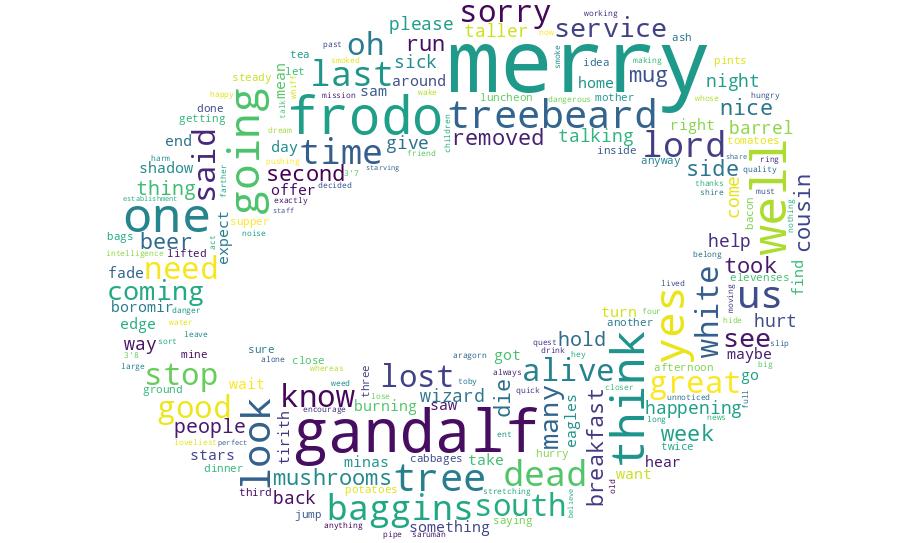 working
sorry
past
please taller service
oh run merry ash
tea sick idea
let last around home mug pints
steady mean sam luncheon dangerous mother night
happy going frodo treebeard nice
done said talk whiff smoked wake smoke making now hungry whose
getting dream day time give removed talking right barrel
end mission children inside lord tomatoes
shadow pushing friend anyway side share
harm second 3'7 starving ring quality
thing farther offer decided thanks must well
establishment exactly shire come bacon nothing
one staff
bags beer act expect supper noise help cousin
intelligence lifted belong took elevenses
fade need white find
coming lived moving us
boromir danger yes
edge water turn four hide hurt
way sort leave sure hold another see slip
3'8 mine alone close got hey maybe
large whereas aragorn quest drink afternoon big
stop wait weed three lost always alive closer great go
ground know lose toby wizard quick think unnoticed full
good look encourage burning saw die many eagles breakfast happening
people tirith gandalf ent week long news
loveliest perfect hurry twice
stars minas cabbages take old hear
dinner mushrooms tree dead want
third back potatoes stretching believe
jump baggins south
anything something saying
pipe saruman